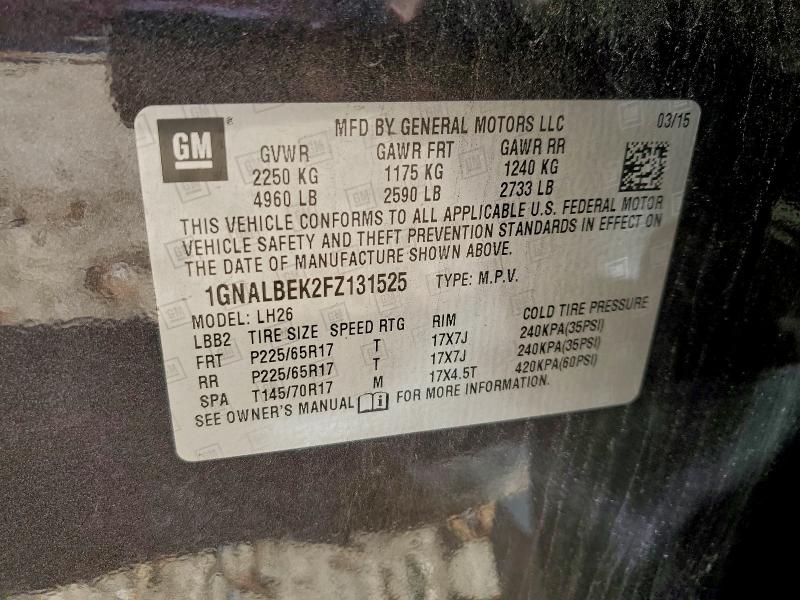 GM ®
MFD BY GENERAL MOTORS LLC 03/15
GVWR GAWR FRT GAWR RR
2250 KG 1175 KG 1240 KG
4960 LB 2590 LB 2733 LB
THIS VEHICLE CONFORMS TO ALL APPLICABLE U.S. FEDERAL MOTOR
VEHICLE SAFETY AND THEFT PREVENTION STANDARDS IN EFFECT ON
THE DATE OF MANUFACTURE SHOWN ABOVE.
1GNALBEK2FZ131525 TYPE: M.P.V.
MODEL: LH26
LBB2 TIRE SIZE SPEED RTG RIM COLD TIRE PRESSURE
FRT P225/65R17 T 17X7J 240KPA(35PSI)
RR P225/65R17 T 17X7J 240KPA(35PSI)
SPA T145/70R17 M 17X4.5T 420KPA(60PSI)
SEE OWNER'S MANUAL i FOR MORE INFORMATION.